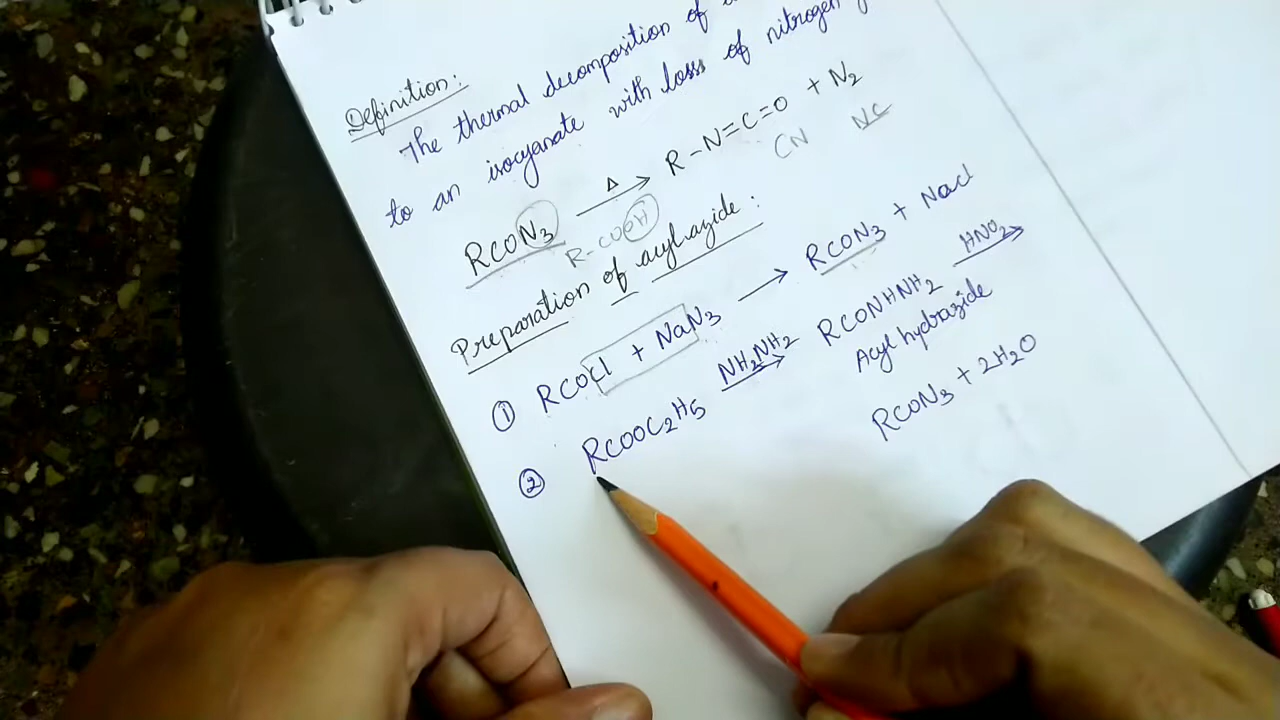 Definition:
The thermal decomposition of
to an isocyanate with loss of nitrogen
RCON₃ Δ→ R-N=C=O + N₂
R-COOH CN NC
Preparation of acylazide:
① RCOCl + NaN₃ → RCON₃ + Nacl
② RCOOC₂H₅ NH₂NH₂→ RCONHNH₂ HNO₂→
Acyl hydrazide
RCON₃ + 2H₂O